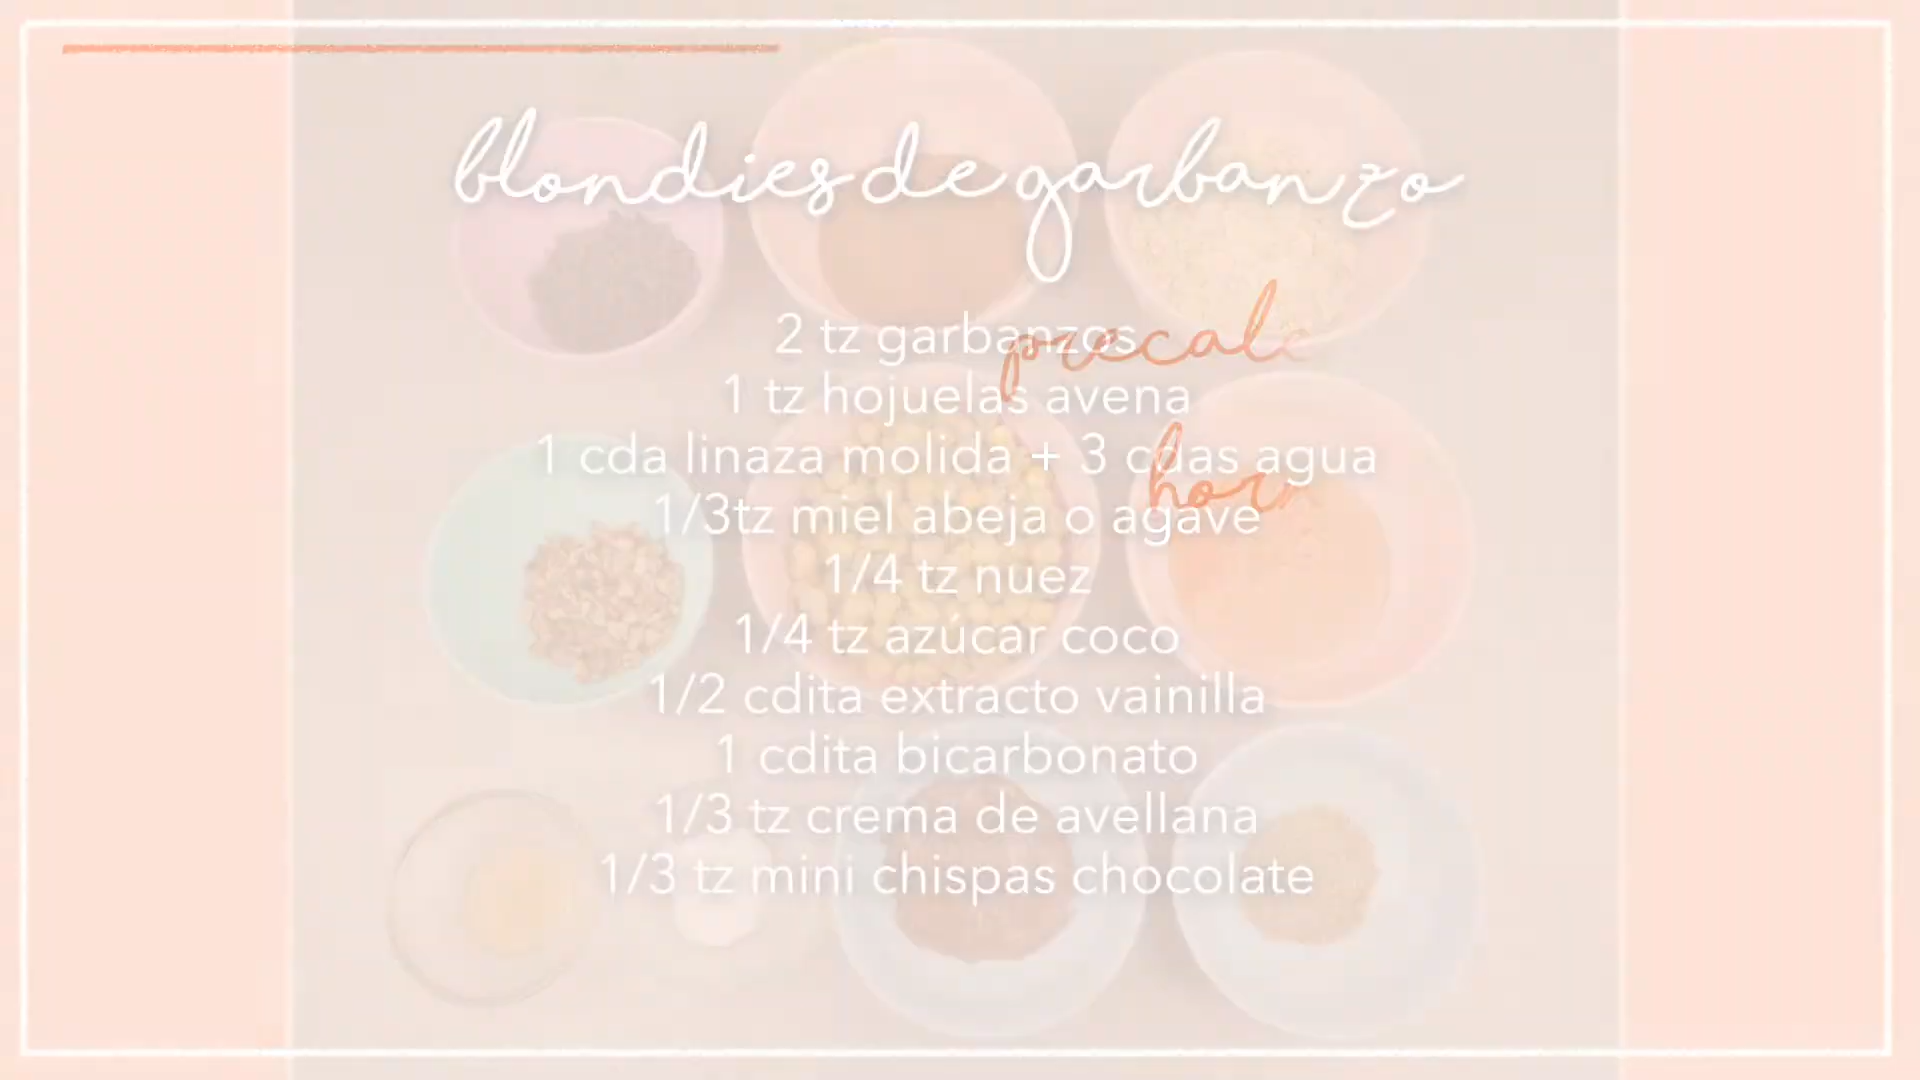 blondies de garbanzo
2 tz garbanzos
precale
1 tz hojuelas avena
1 cda linaza molida + 3 cdas agua
hor
1/3tz miel abeja o agave
1/4 tz nuez
1/4 tz azúcar coco
1/2 cdita extracto vainilla
1 cdita bicarbonato
1/3 tz crema de avellana
1/3 tz mini chispas chocolate